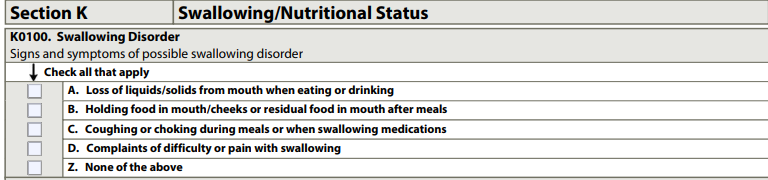 Section K Swallowing/Nutritional Status
K0100. Swallowing Disorder
Signs and symptoms of possible swallowing disorder
Check all that apply
A. Loss of liquids/solids from mouth when eating or drinking
B. Holding food in mouth/cheeks or residual food in mouth after meals
C. Coughing or choking during meals or when swallowing medications
D. Complaints of difficulty or pain with swallowing
Z. None of the above